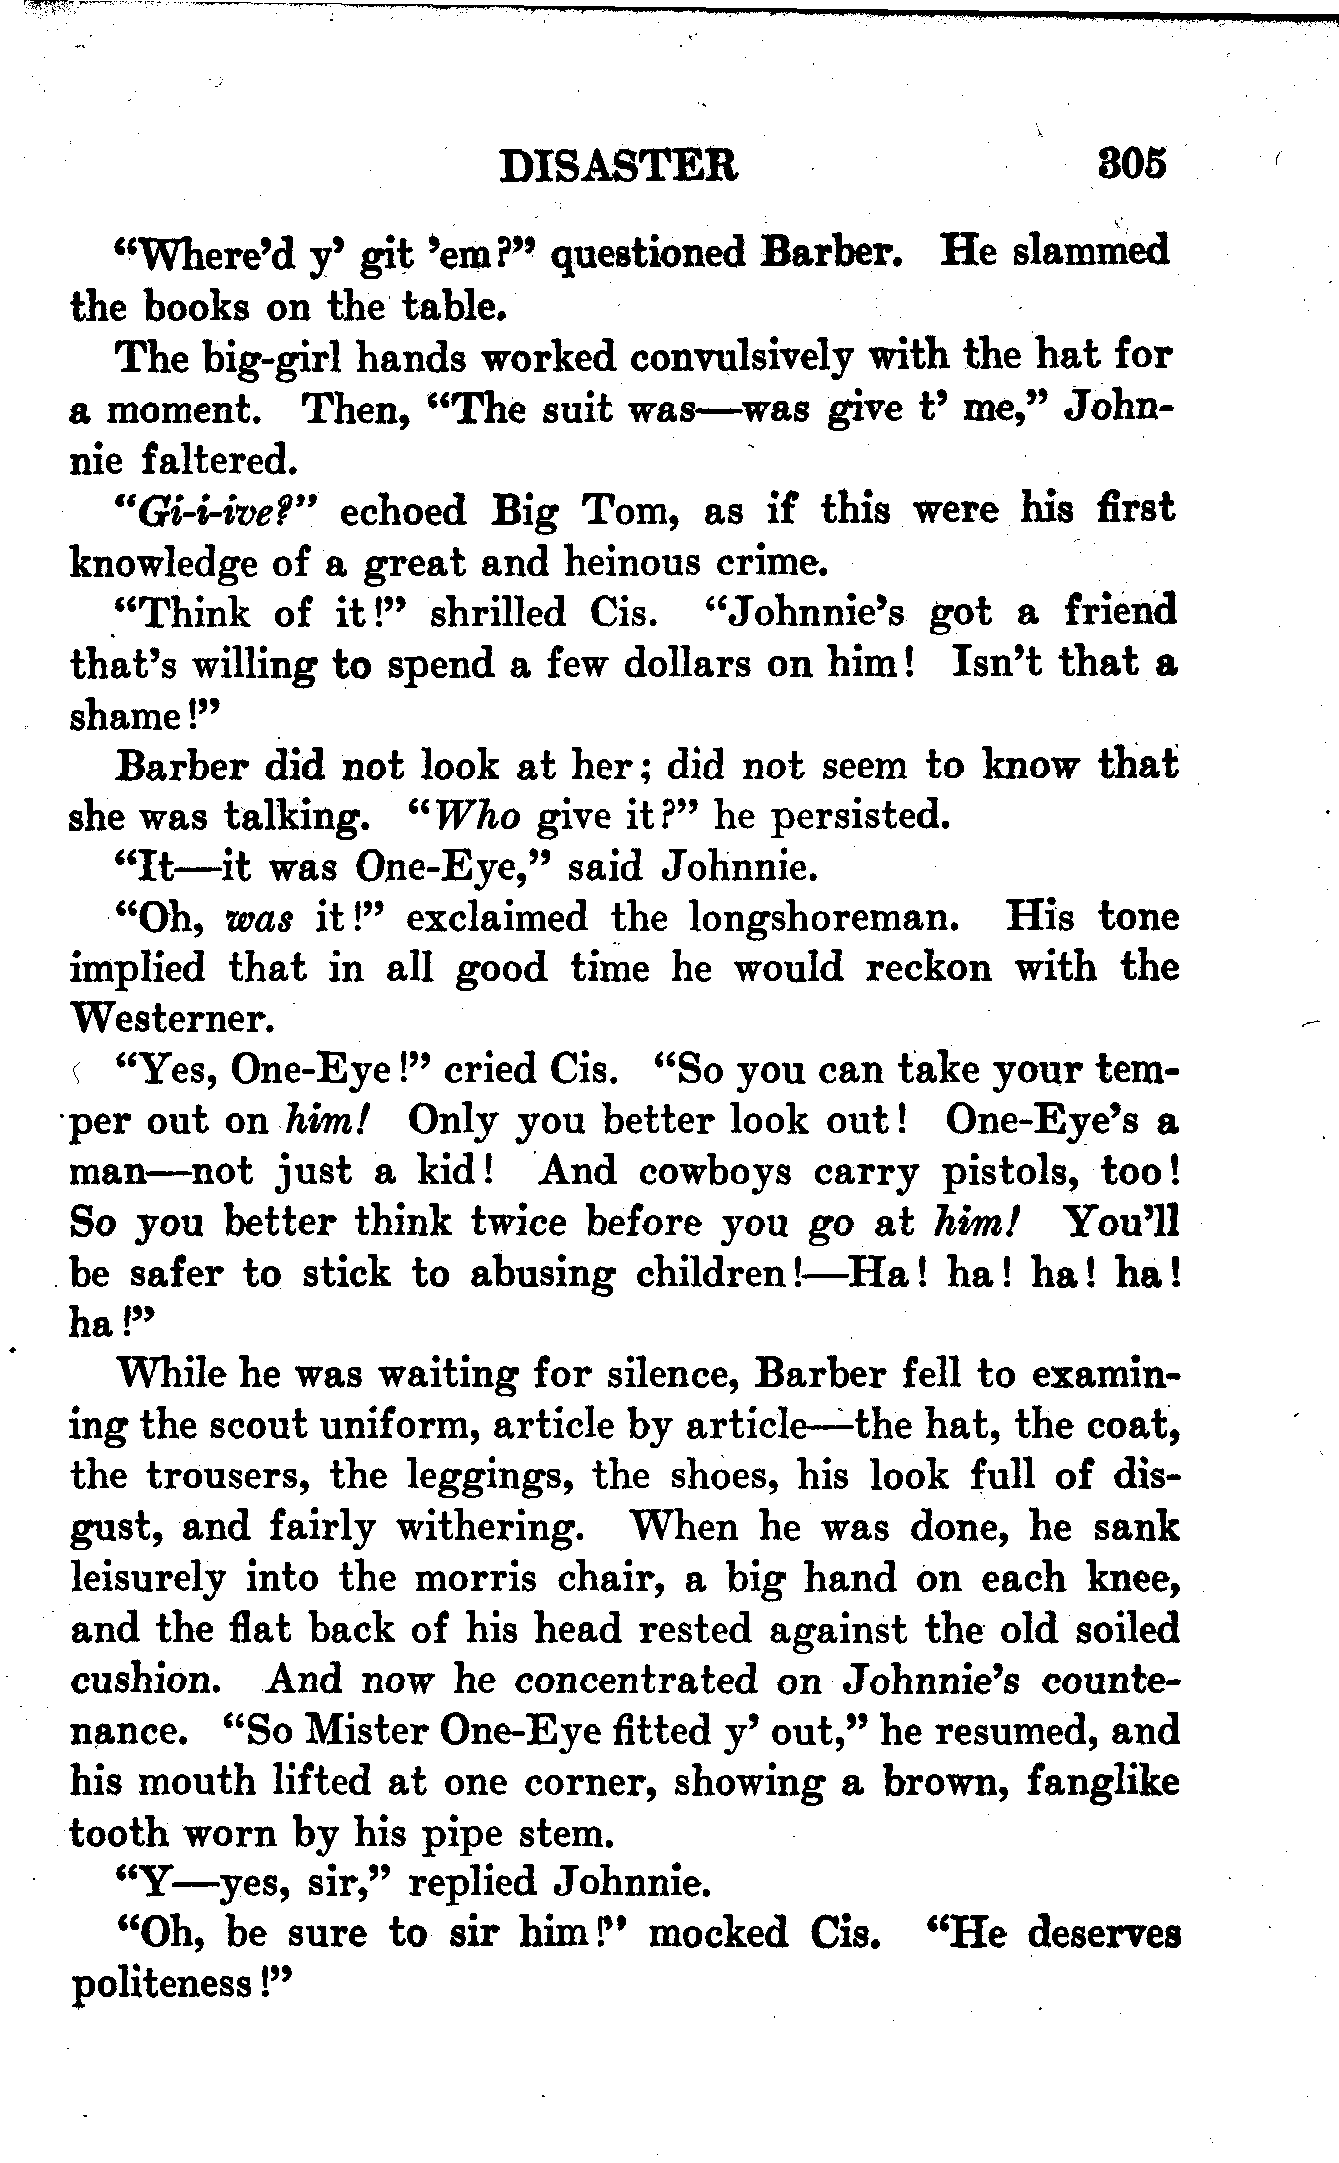 DISASTER 305
“Where’d y’ git ’em?” questioned Barber. He slammed
the books on the table.
The big-girl hands worked convulsively with the hat for
a moment. Then, “The suit was—was give t’ me,” John-
nie faltered.
“Gi-i-ive?” echoed Big Tom, as if this were his first
knowledge of a great and heinous crime.
“Think of it!” shrilled Cis. “Johnnie’s got a friend
that’s willing to spend a few dollars on him! Isn’t that a
shame!”
Barber did not look at her; did not seem to know that
she was talking. “Who give it?” he persisted.
“It—it was One-Eye,” said Johnnie.
“Oh, was it!” exclaimed the longshoreman. His tone
implied that in all good time he would reckon with the
Westerner.
“Yes, One-Eye!” cried Cis. “So you can take your tem-
per out on him! Only you better look out! One-Eye’s a
man—not just a kid! And cowboys carry pistols, too!
So you better think twice before you go at him! You’ll
be safer to stick to abusing children!—Ha! ha! ha! ha!
ha!”
While he was waiting for silence, Barber fell to examin-
ing the scout uniform, article by article—the hat, the coat,
the trousers, the leggings, the shoes, his look full of dis-
gust, and fairly withering. When he was done, he sank
leisurely into the morris chair, a big hand on each knee,
and the flat back of his head rested against the old soiled
cushion. And now he concentrated on Johnnie’s counte-
nance. “So Mister One-Eye fitted y’ out,” he resumed, and
his mouth lifted at one corner, showing a brown, fanglike
tooth worn by his pipe stem.
“Y—yes, sir,” replied Johnnie.
“Oh, be sure to sir him!” mocked Cis. “He deserves
politeness!”